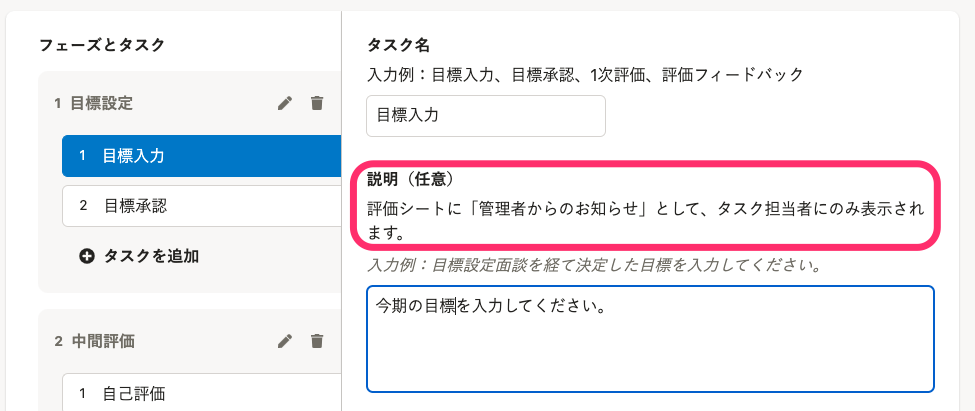 フェーズとタスク
1 目標設定
1 目標入力
2 目標承認
タスクを追加
2 中間評価
1 自己評価
タスク名
入力例：目標入力、目標承認、1次評価、評価フィードバック
目標入力
説明（任意）
評価シートに「管理者からのお知らせ」として、タスク担当者にのみ表示され
ます。
入力例：目標設定面談を経て決定した目標を入力してください。
今期の目標を入力してください。